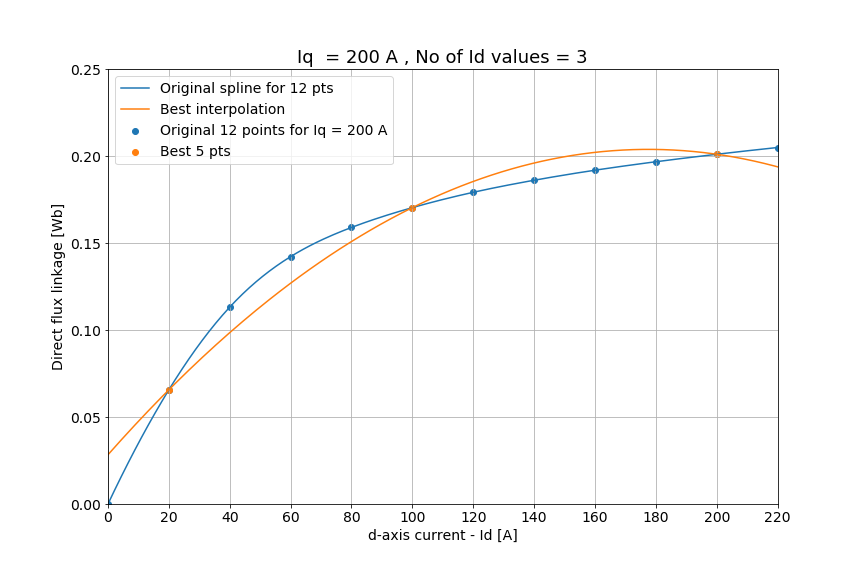 Iq  = 200 A , No of Id values = 3
Original spline for 12 pts
Best interpolation
Original 12 points for Iq = 200 A
Best 5 pts
0.25
0.20
0.15
0.10
0.05
0.00
Direct flux linkage [Wb]
0 20 40 60 80 100 120 140 160 180 200 220
d-axis current - Id [A]